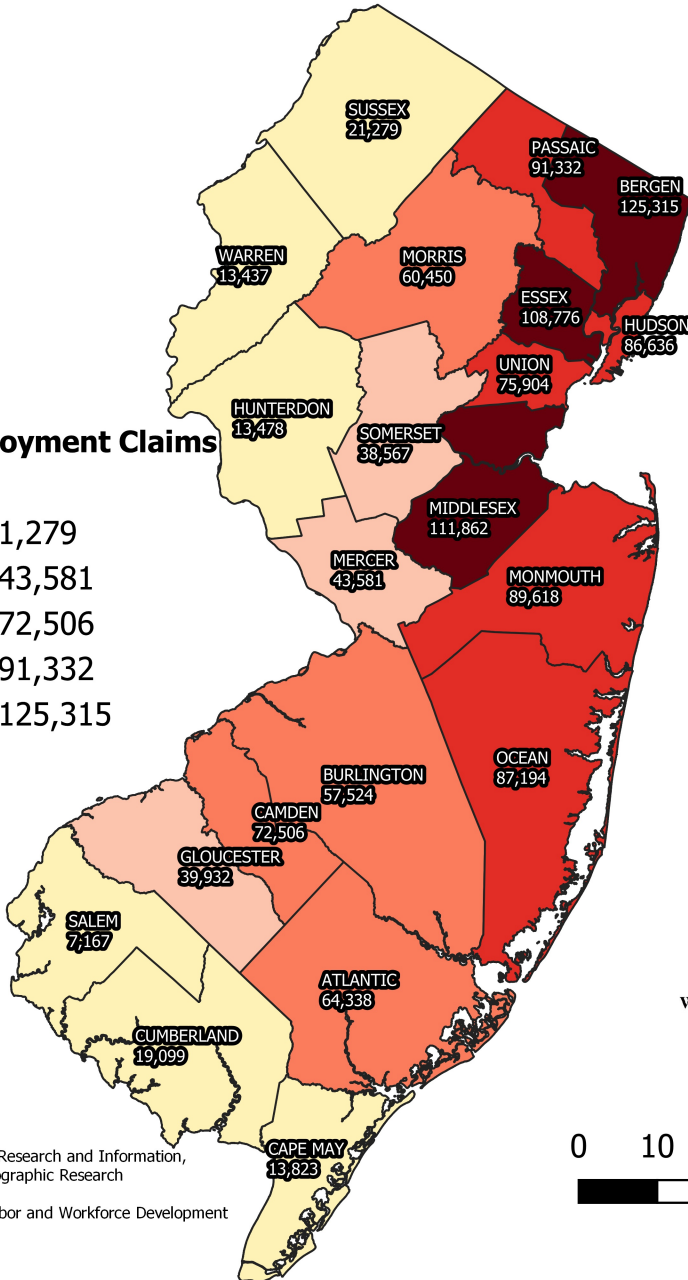 SUSSEX
21,279
PASSAIC
91,332
BERGEN
125,315
WARREN
13,437
MORRIS
60,450
ESSEX
108,776
HUDSON
86,636
UNION
75,904
HUNTERDON
13,478
SOMERSET
38,567
oyment Claims
MIDDLESEX
111,862
1,279
43,581
72,506
91,332
125,315
MERCER
43,581
MONMOUTH
89,618
OCEAN
87,194
BURLINGTON
57,524
CAMDEN
72,506
GLOUCESTER
39,932
SALEM
7,167
ATLANTIC
64,338
CUMBERLAND
19,099
CAPE MAY
13,823
Research and Information,
ographic Research
bor and Workforce Development
0 10